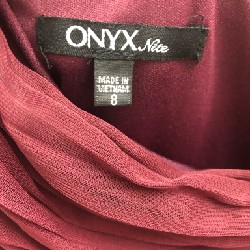 ONYX Nite
MADE IN
VIETNAM
8